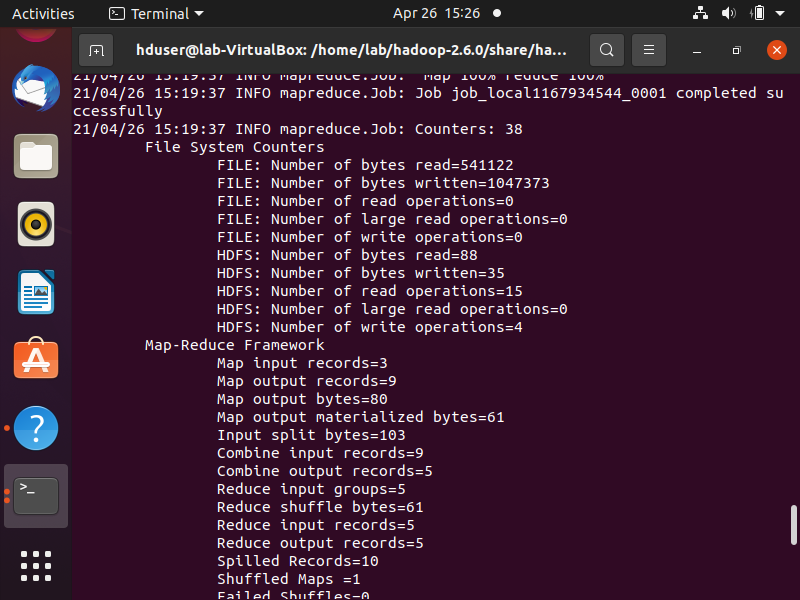 Activities
Terminal
Apr 26 15:26
hduser@lab-VirtualBox: /home/lab/hadoop-2.6.0/share/ha...
21/04/26 15:19:37 INFO mapreduce.Job:  map 100% reduce 100%
21/04/26 15:19:37 INFO mapreduce.Job: Job job_local1167934544_0001 completed su
ccessfully
21/04/26 15:19:37 INFO mapreduce.Job: Counters: 38
File System Counters
FILE: Number of bytes read=541122
FILE: Number of bytes written=1047373
FILE: Number of read operations=0
FILE: Number of large read operations=0
FILE: Number of write operations=0
HDFS: Number of bytes read=88
HDFS: Number of bytes written=35
HDFS: Number of read operations=15
HDFS: Number of large read operations=0
HDFS: Number of write operations=4
Map-Reduce Framework
Map input records=3
Map output records=9
Map output bytes=80
Map output materialized bytes=61
Input split bytes=103
Combine input records=9
Combine output records=5
Reduce input groups=5
Reduce shuffle bytes=61
Reduce input records=5
Reduce output records=5
Spilled Records=10
Shuffled Maps =1
Failed Shuffles=0